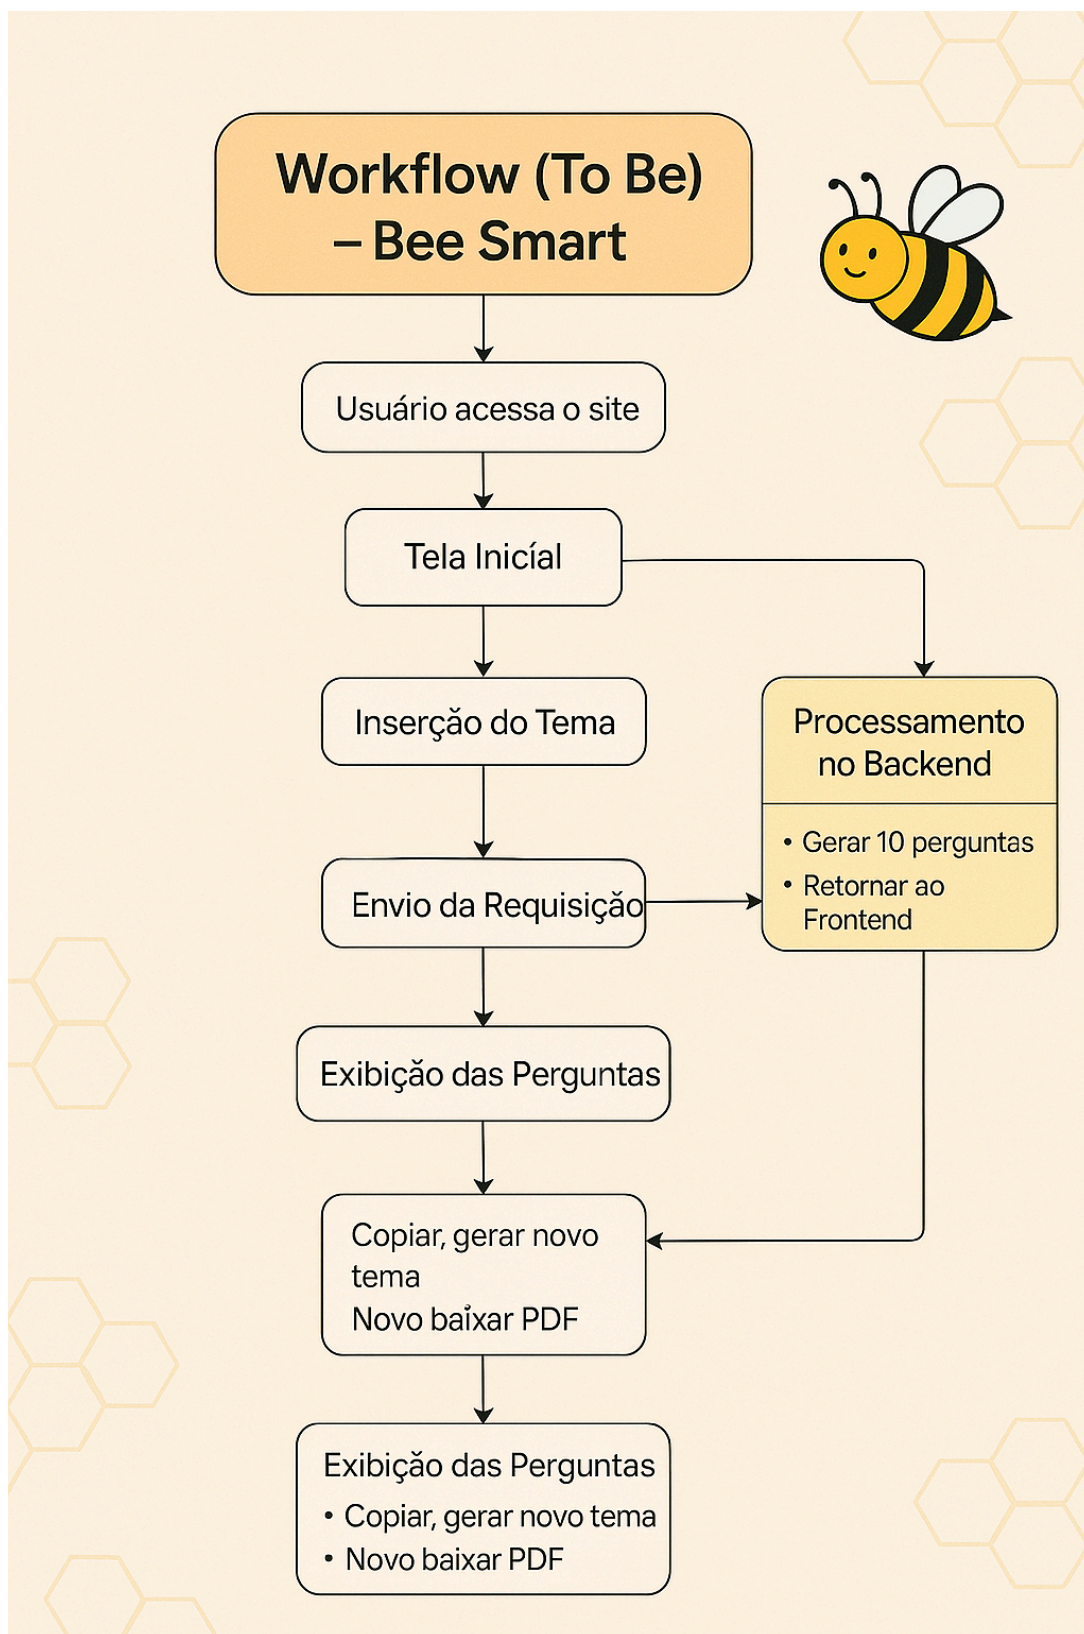 Workflow (To Be)
– Bee Smart
Usuário acessa o site
Tela Inicíal
Inserção do Tema
Processamento
no Backend
• Gerar 10 perguntas
• Retornar ao
Frontend
Envio da Requisição
Exibição das Perguntas
Copiar, gerar novo
tema
Novo baixar PDF
Exibição das Perguntas
• Copiar, gerar novo tema
• Novo baixar PDF